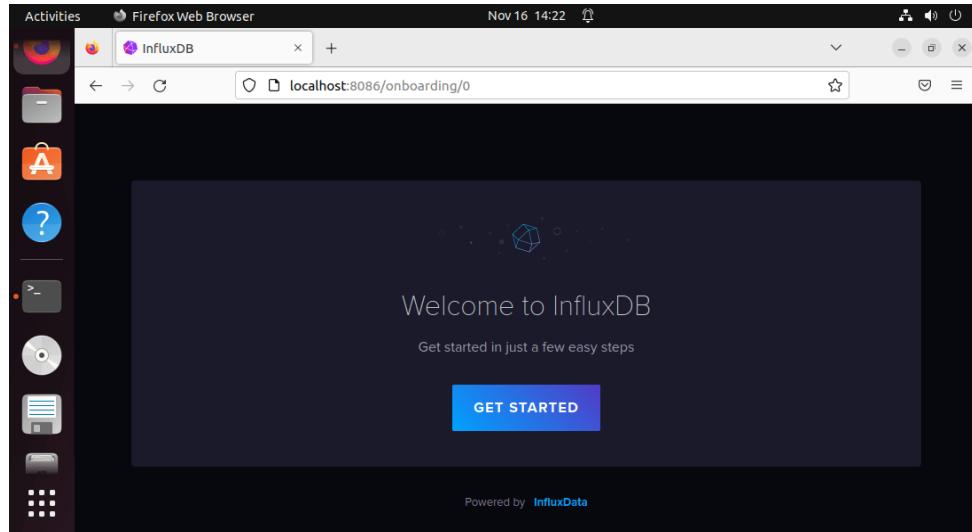 Activities Firefox Web Browser Nov 16 14:22
InfluxDB
localhost:8086/onboarding/0
Welcome to InfluxDB
Get started in just a few easy steps
GET STARTED
Powered by InfluxData